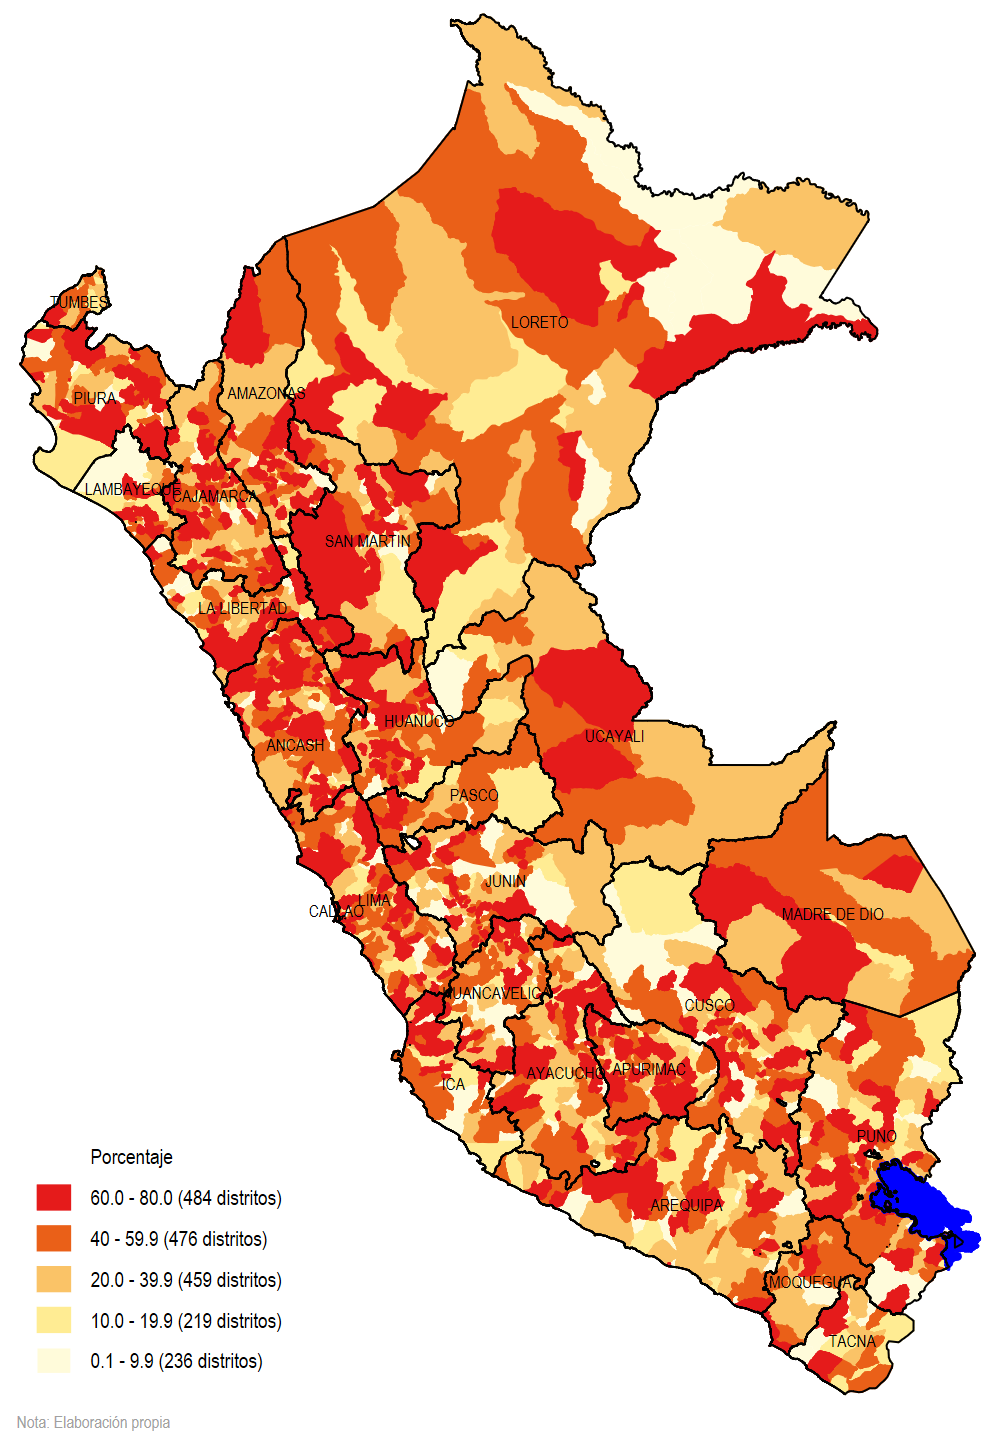 TUMBES
LORETO
PIURA
AMAZONAS
LAMBAYEQUE
CAJAMARCA
SAN MARTIN
LA LIBERTAD
HUANUCO
ANCASH
UCAYALI
PASCO
JUNIN
LIMA
CALLAO
MADRE DE DIO
HUANCAVELICA
CUSCO
AYACUCHO
APURIMAC
ICA
PUNO
AREQUIPA
MOQUEGUA
TACNA
Porcentaje
60.0 - 80.0 (484 distritos)
40 - 59.9 (476 distritos)
20.0 - 39.9 (459 distritos)
10.0 - 19.9 (219 distritos)
0.1 - 9.9 (236 distritos)
Nota: Elaboración propia